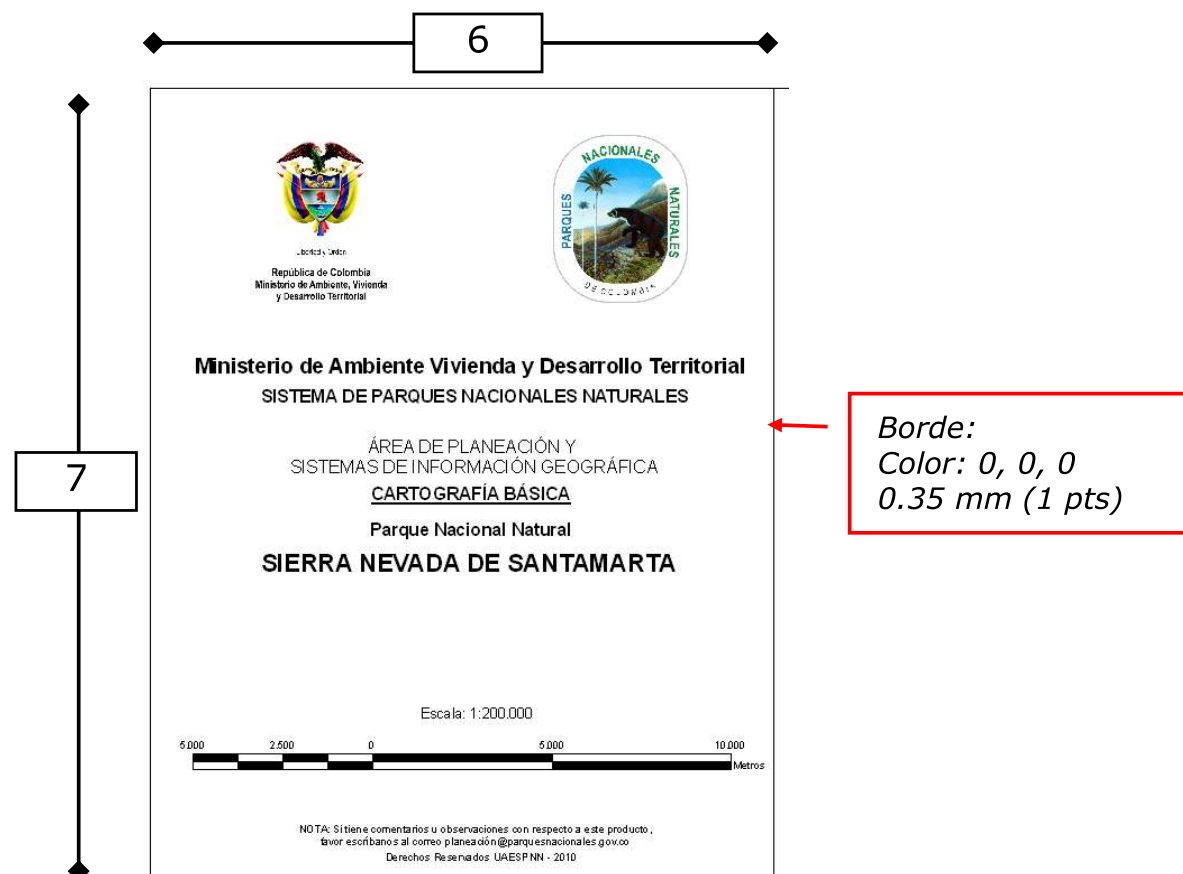 6
7
Libertad y Orden
República de Colombia
Ministerio de Ambiente, Vivienda
y Desarrollo Territorial
PARQUES NACIONALES NATURALES
DE COLOMBIA
Ministerio de Ambiente Vivienda y Desarrollo Territorial
SISTEMA DE PARQUES NACIONALES NATURALES
ÁREA DE PLANEACIÓN Y
SISTEMAS DE INFORMACIÓN GEOGRÁFICA
CARTOGRAFÍA BÁSICA
Parque Nacional Natural
SIERRA NEVADA DE SANTAMARTA
Borde:
Color: 0, 0, 0
0.35 mm (1 pts)
Escala: 1:200.000
5.000 2.500 0 5.000 10.000
Metros
NOTA: Si tiene comentarios u observaciones con respecto a este producto,
favor escríbanos al correo planeación@parquesnacionales.gov.co
Derechos Reservados UAESPNN - 2010